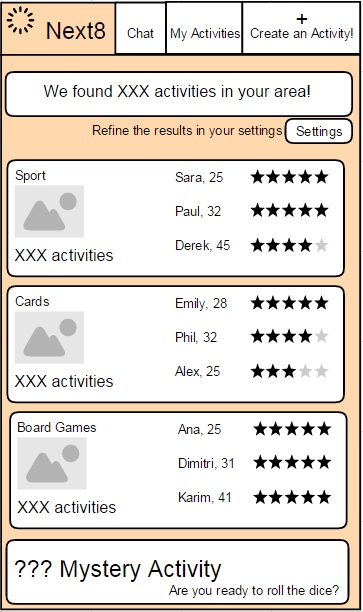 Next8
Chat
My Activities
+
Create an Activity!
We found XXX activities in your area!
Refine the results in your settings
Settings
Sport
XXX activities
Sara, 25
Paul, 32
Derek, 45
Cards
XXX activities
Emily, 28
Phil, 32
Alex, 25
Board Games
XXX activities
Ana, 25
Dimitri, 31
Karim, 41
??? Mystery Activity
Are you ready to roll the dice?